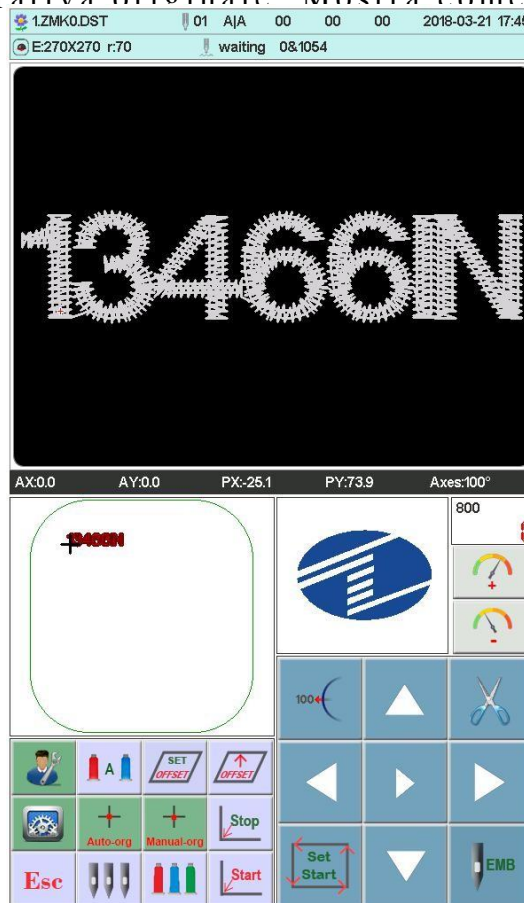 1.ZMK0.DST 01 A|A 00 00 00 2018-03-21 17:45
E:270X270 r:70 waiting 0&1054
13466N
AX:0.0 AY:0.0 PX:-25.1 PY:73.9 Axes:100°
13466N
800
+
-
100
A
SET
OFFSET
OFFSET
Auto-org
Manual-org
Stop
Set
Start
EMB
Esc
Start